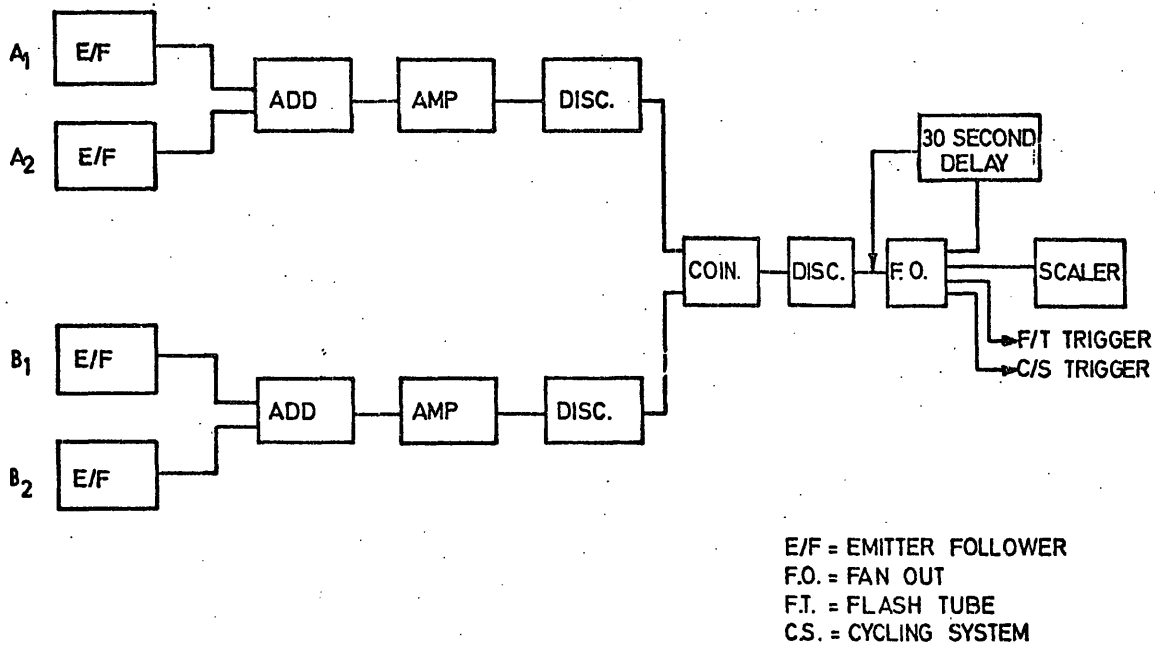 A1 E/F
A2 E/F
ADD
AMP
DISC.
30 SECOND
DELAY
COIN.
DISC.
F.O.
SCALER
F/T TRIGGER
C/S TRIGGER
B1 E/F
B2 E/F
ADD
AMP
DISC.
E/F = EMITTER FOLLOWER
F.O. = FAN OUT
F.T. = FLASH TUBE
C.S. = CYCLING SYSTEM